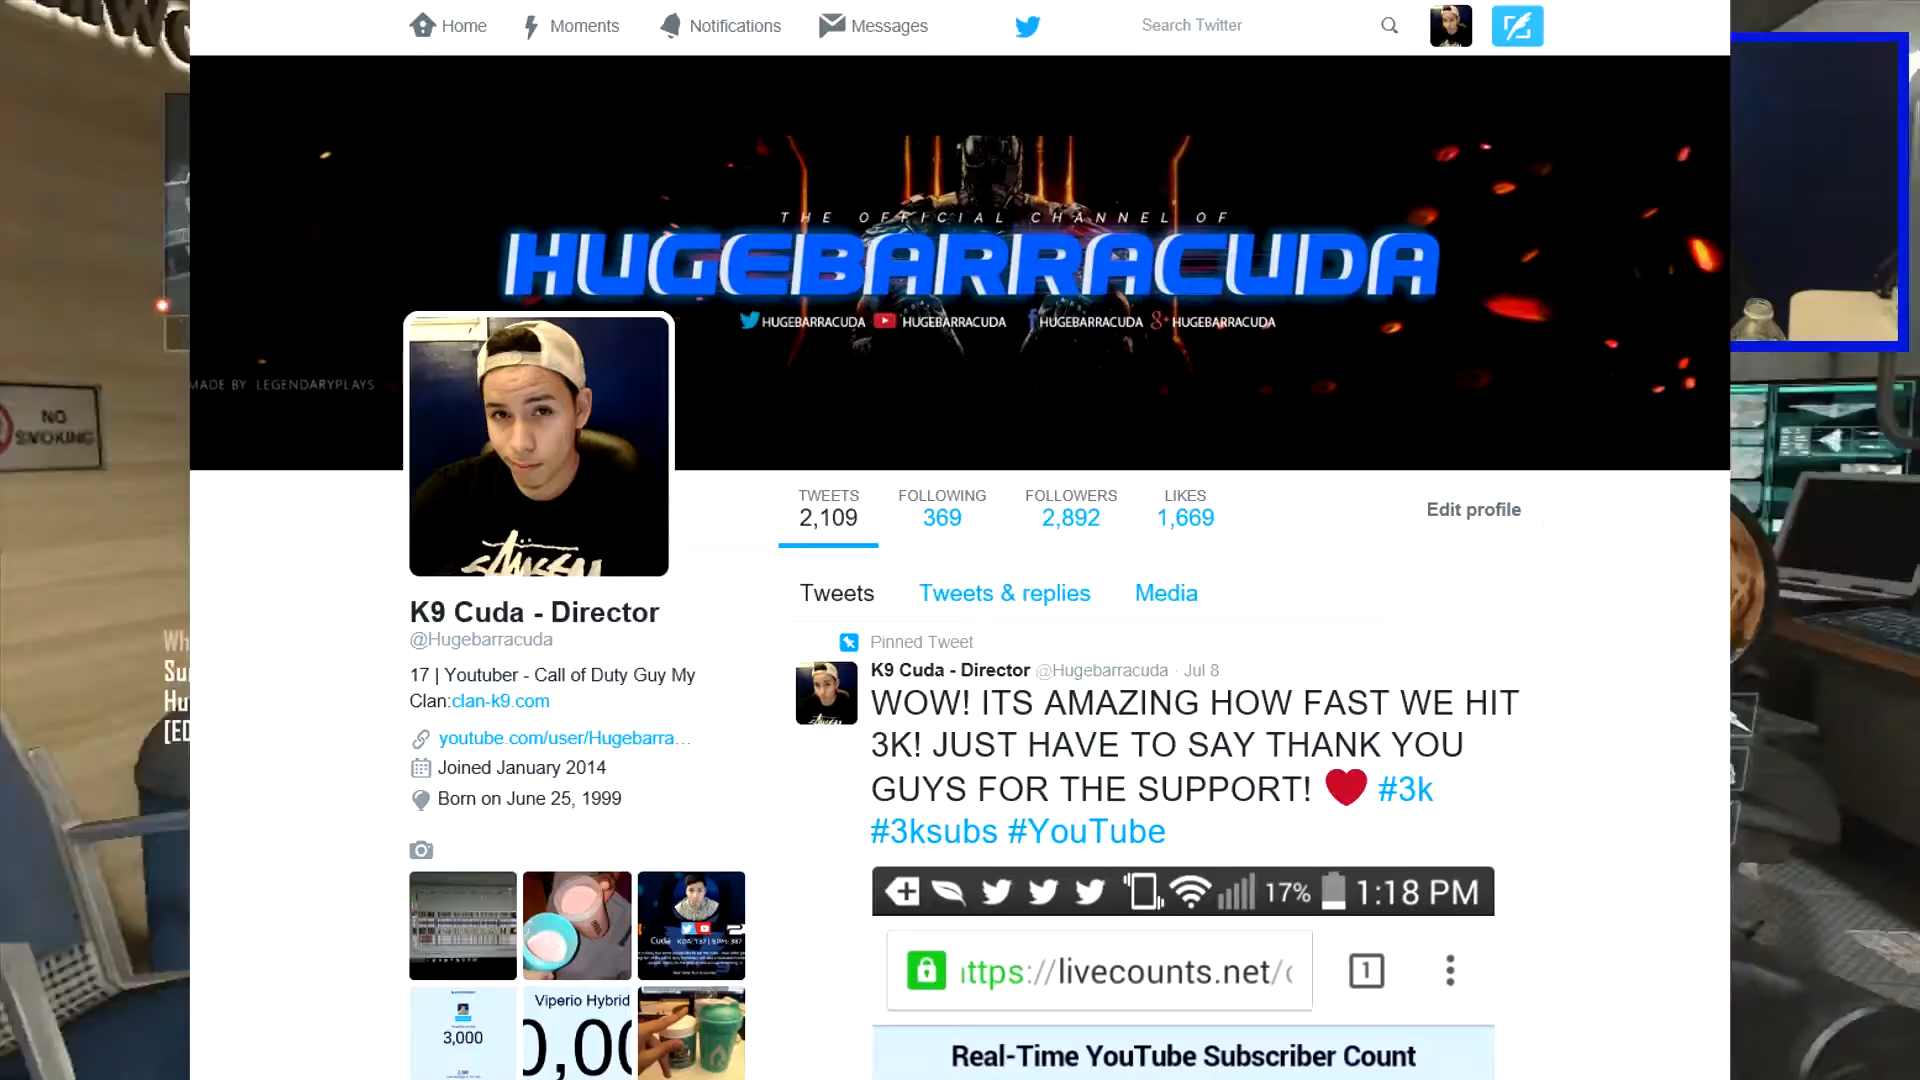 Home
Moments
Notifications
Messages
Search Twitter
THE OFFICIAL CHANNEL OF
HUGEBARRACUDA
HUGEBARRACUDA
HUGEBARRACUDA
HUGEBARRACUDA
HUGEBARRACUDA
MADE BY LEGENDARYPLAYS
NO
SMOKING
TWEETS
2,109
FOLLOWING
369
FOLLOWERS
2,892
LIKES
1,669
Edit profile
K9 Cuda - Director
@Hugebarracuda
17 | Youtuber - Call of Duty Guy My
Clan:clan-k9.com
youtube.com/user/Hugebarra…
Joined January 2014
Born on June 25, 1999
Tweets
Tweets & replies
Media
Pinned Tweet
K9 Cuda - Director @Hugebarracuda · Jul 8
WOW! ITS AMAZING HOW FAST WE HIT
3K! JUST HAVE TO SAY THANK YOU
GUYS FOR THE SUPPORT! ❤ #3k
#3ksubs #YouTube
17% 1:18 PM
ttps://livecounts.net/
1
Real-Time YouTube Subscriber Count
Cuda
3,000
Viperio Hybrid
0,00